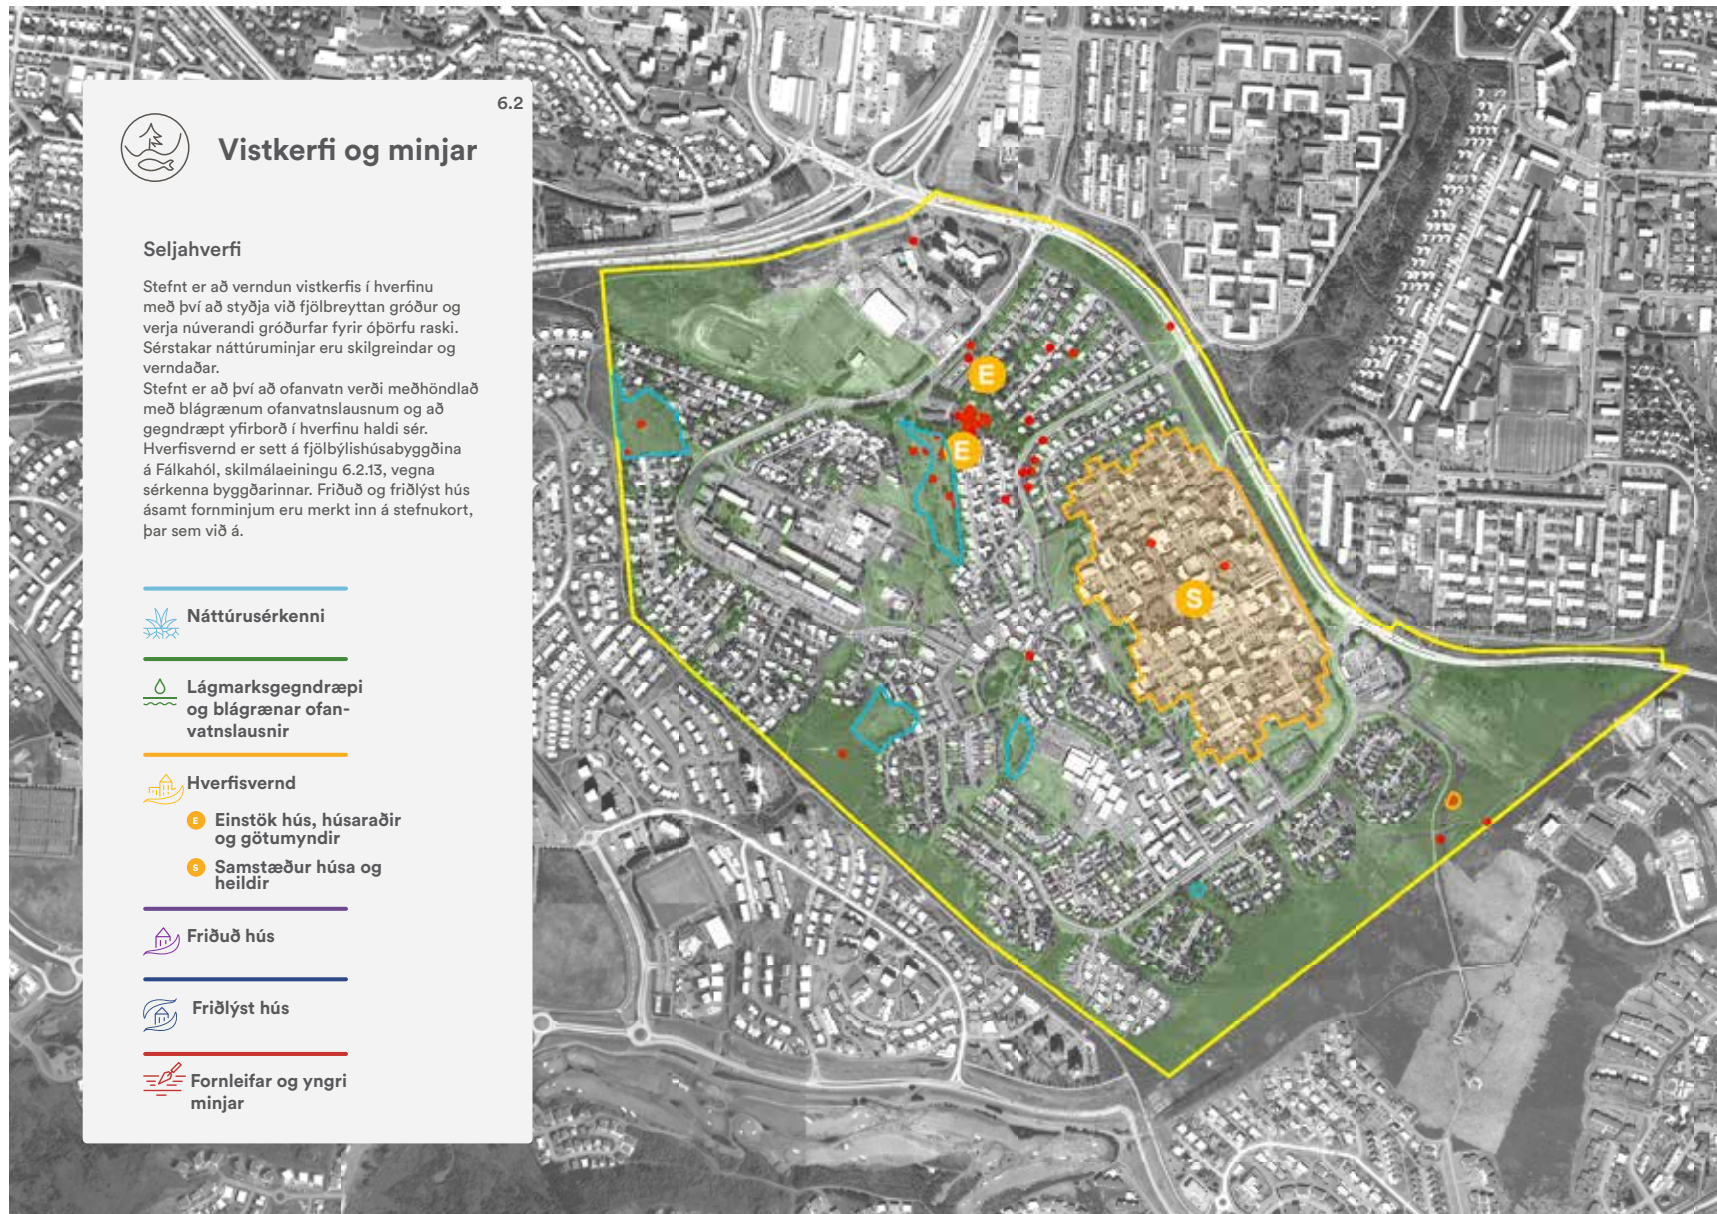 6.2
Vistkerfi og minjar
Seljahverfi
Stefnt er að verndun vistkerfis í hverfinu
með því að styðja við fjölbreyttan gróður og
verja núverandi gróðurfar fyrir óþörfu raski.
Sérstakar náttúruminjar eru skilgreindar og
verndaðar.
Stefnt er að því að ofanvatn verði meðhöndlað
með blágrænum ofanvatnslausnum og að
gegndræpt yfirborð í hverfinu haldi sér.
Hverfisvernd er sett á fjölbýlishúsabyggðina
á Fálkahól, skilmálaeiningu 6.2.13, vegna
sérkenna byggðarinnar. Friðuð og friðlýst hús
ásamt fornminjum eru merkt inn á stefnukort,
þar sem við á.
Náttúrusérkenni
Lágmarksgegndræpi
og blágrænar ofan-
vatnslausnir
Hverfisvernd
E Einstök hús, húsaraðir
og götumyndir
S Samstæður húsa og
heildir
Friðuð hús
Friðlýst hús
Fornleifar og yngri
minjar
E
E
S